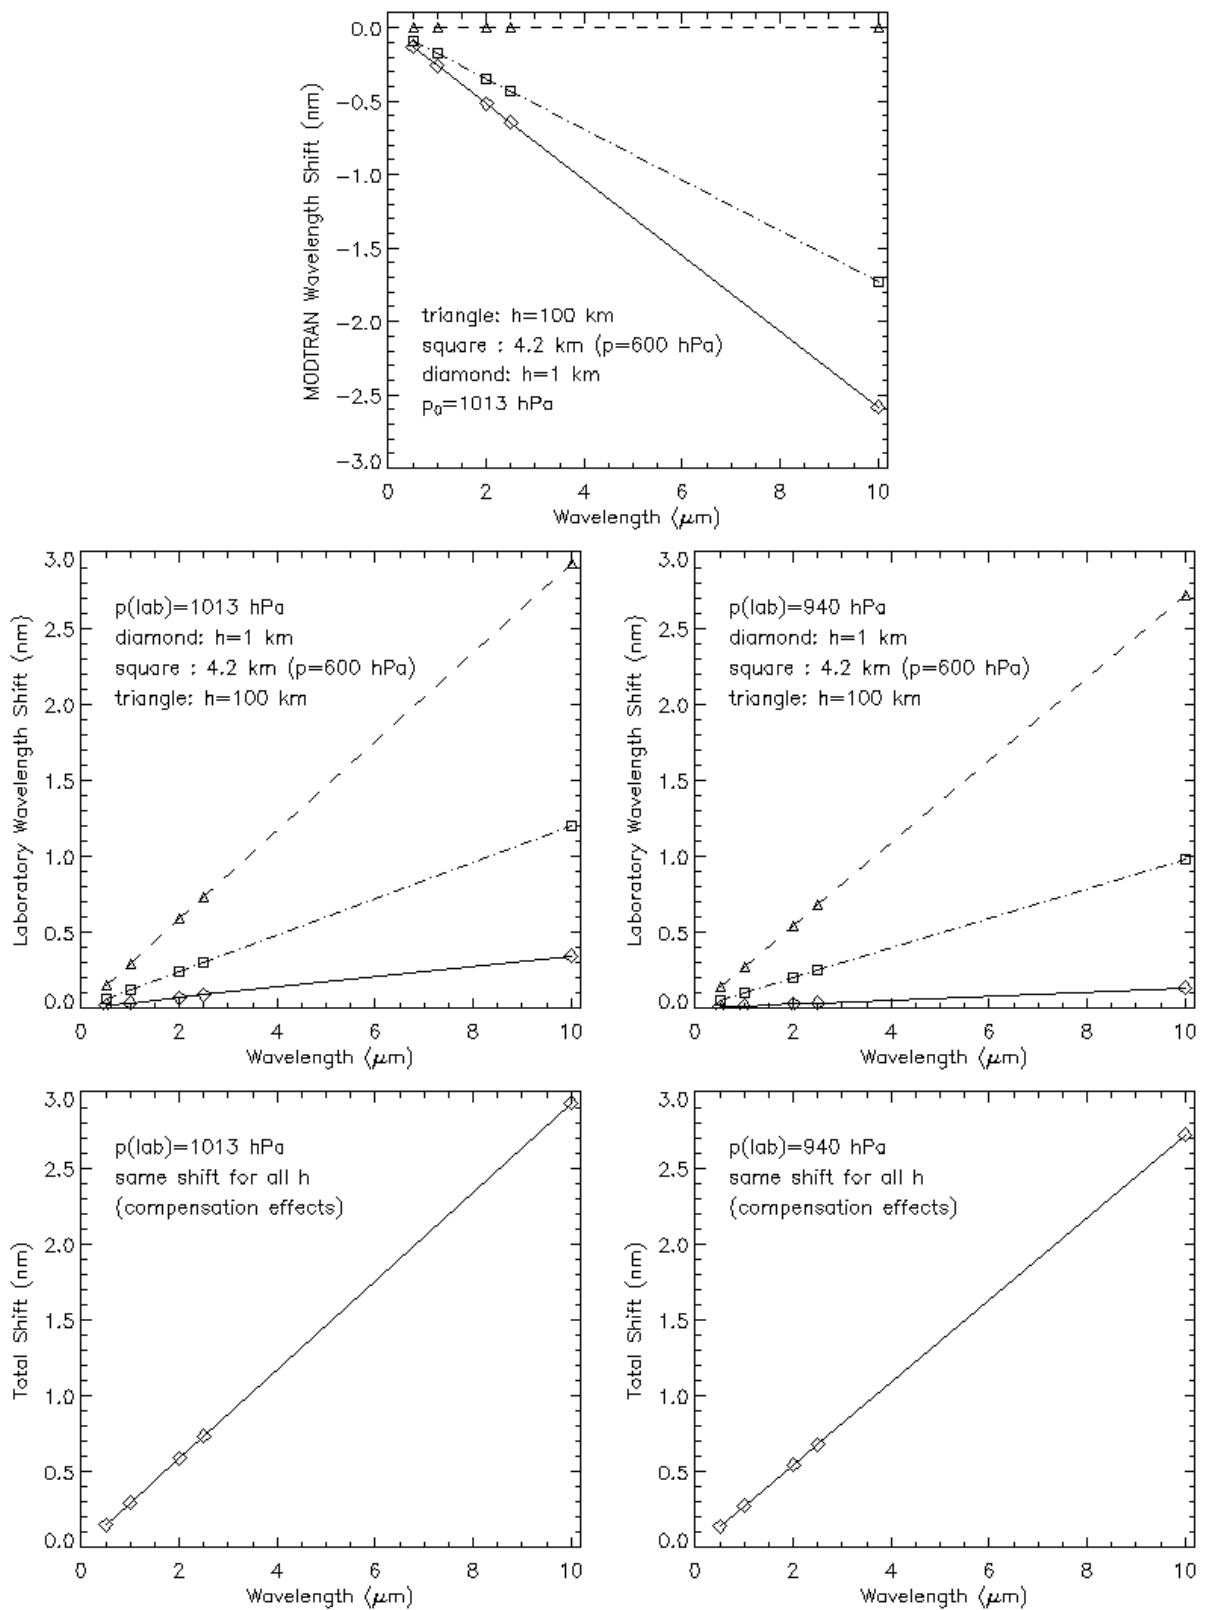 0.0
−0.5
−1.0
−1.5
−2.0
−2.5
−3.0
MODTRAN Wavelength Shift (nm)
triangle: h=100 km
square : 4.2 km (p=600 hPa)
diamond: h=1 km
p₀=1013 hPa
0 2 4 6 8 10
Wavelength (μm)
3.0
2.5
2.0
1.5
1.0
0.5
0.0
Laboratory Wavelength Shift (nm)
p(lab)=1013 hPa
diamond: h=1 km
square : 4.2 km (p=600 hPa)
triangle: h=100 km
0 2 4 6 8 10
Wavelength (μm)
3.0
2.5
2.0
1.5
1.0
0.5
0.0
Laboratory Wavelength Shift (nm)
p(lab)=940 hPa
diamond: h=1 km
square : 4.2 km (p=600 hPa)
triangle: h=100 km
0 2 4 6 8 10
Wavelength (μm)
3.0
2.5
2.0
1.5
1.0
0.5
0.0
Total Shift (nm)
p(lab)=1013 hPa
same shift for all h
(compensation effects)
0 2 4 6 8 10
Wavelength (μm)
3.0
2.5
2.0
1.5
1.0
0.5
0.0
Total Shift (nm)
p(lab)=940 hPa
same shift for all h
(compensation effects)
0 2 4 6 8 10
Wavelength (μm)